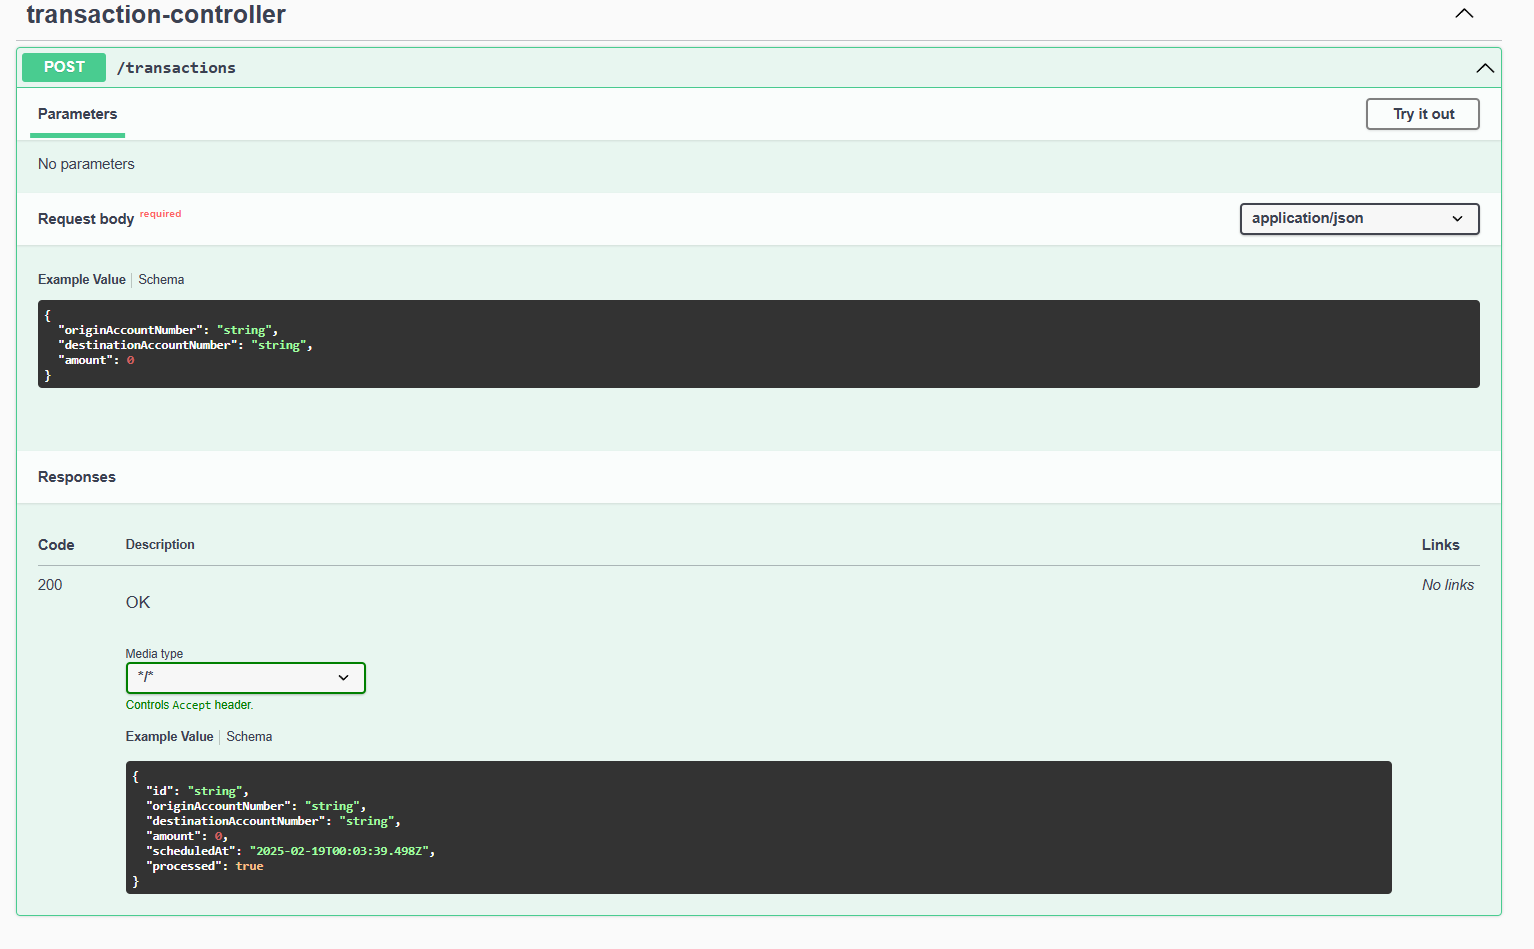 transaction-controller
POST /transactions
Parameters
Try it out
No parameters
Request body required
application/json
Example Value | Schema
{
  "originAccountNumber": "string",
  "destinationAccountNumber": "string",
  "amount": 0
}
Responses
Code Description Links
200 No links
OK
Media type
*/*
Controls Accept header.
Example Value | Schema
{
  "id": "string",
  "originAccountNumber": "string",
  "destinationAccountNumber": "string",
  "amount": 0,
  "scheduledAt": "2025-02-19T00:03:39.498Z",
  "processed": true
}